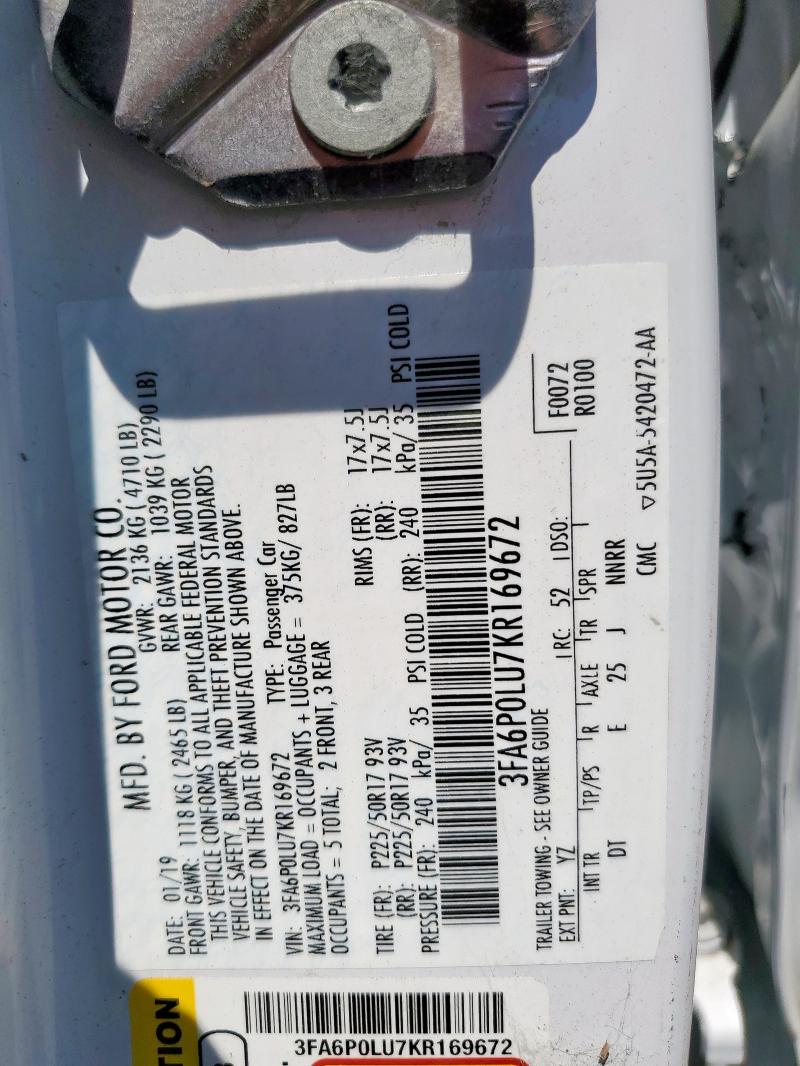 MFD. BY FORD MOTOR CO.
DATE: 01/19 GVWR: 2136 KG ( 4710 LB)
FRONT GAWR: 1118 KG ( 2465 LB) REAR GAWR: 1039 KG ( 2290 LB)
THIS VEHICLE CONFORMS TO ALL APPLICABLE FEDERAL MOTOR
VEHICLE SAFETY, BUMPER, AND THEFT PREVENTION STANDARDS
IN EFFECT ON THE DATE OF MANUFACTURE SHOWN ABOVE.
VIN: 3FA6P0LU7KR169672 TYPE: Passenger Car
MAXIMUM LOAD = OCCUPANTS + LUGGAGE = 375KG/ 827LB
OCCUPANTS = 5 TOTAL; 2 FRONT, 3 REAR
TIRE (FR): P225/50R17 93V RIMS (FR): 17x7.5J
(RR): P225/50R17 93V (RR): 17x7.5J
PRESSURE (FR): 240 kPa/ 35 PSI COLD (RR): 240 kPa/ 35 PSI COLD
3FA6P0LU7KR169672
TRAILER TOWING - SEE OWNER GUIDE
F0072
R0100
EXT PNT: YZ RC: 52 DSO:
INT TR TP/PS R AXLE TR SPR
DT E 25 J NNRR
CMC ▽5U5A-5420472-AA
TION
3FA6P0LU7KR169672